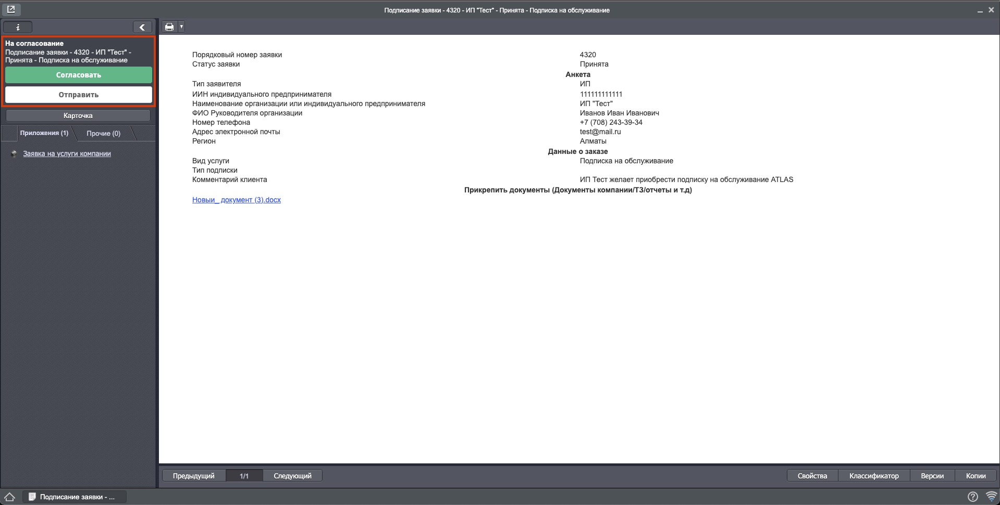 Подписание заявки - 4320 - ИП "Тест" - Принята - Подписка на обслуживание
i
На согласование
Подписание заявки - 4320 - ИП "Тест" -
Принята - Подписка на обслуживание
Согласовать
Отправить
Карточка
Приложения (1) Прочие (0)
Заявка на услуги компании
Порядковый номер заявки 4320
Статус заявки Принята
Анкета
Тип заявителя ИП
ИИН индивидуального предпринимателя 111111111111
Наименование организации или индивидуального предпринимателя ИП "Тест"
ФИО Руководителя организации Иванов Иван Иванович
Номер телефона +7 (708) 243-39-34
Адрес электронной почты test@mail.ru
Регион Алматы
Данные о заказе
Вид услуги Подписка на обслуживание
Тип подписки
Комментарий клиента ИП Тест желает приобрести подписку на обслуживание ATLAS
Прикрепить документы (Документы компании/ТЗ/отчеты и т.д)
Новыи_ документ (3).docx
Предыдущий 1/1 Следующий Свойства Классификатор Версии Копии
Подписание заявки - ... ?